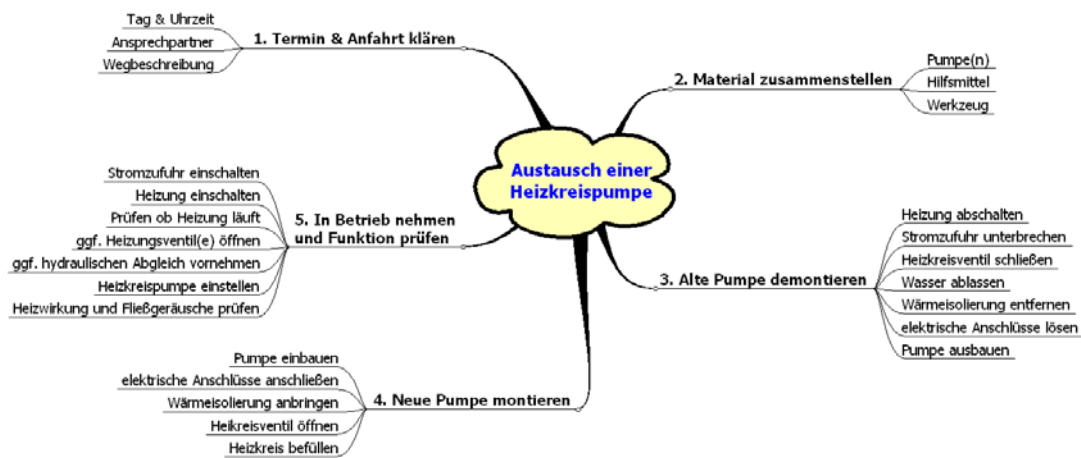 Austausch einer
Heizkreispumpe
1. Termin & Anfahrt klären
Tag & Uhrzeit
Ansprechpartner
Wegbeschreibung
2. Material zusammenstellen
Pumpe(n)
Hilfsmittel
Werkzeug
3. Alte Pumpe demontieren
Heizung abschalten
Stromzufuhr unterbrechen
Heizkreisventil schließen
Wasser ablassen
Wärmeisolierung entfernen
elektrische Anschlüsse lösen
Pumpe ausbauen
4. Neue Pumpe montieren
Pumpe einbauen
elektrische Anschlüsse anschließen
Wärmeisolierung anbringen
Heikreisventil öffnen
Heizkreis befüllen
5. In Betrieb nehmen
und Funktion prüfen
Stromzufuhr einschalten
Heizung einschalten
Prüfen ob Heizung läuft
ggf. Heizungsventil(e) öffnen
ggf. hydraulischen Abgleich vornehmen
Heizkreispumpe einstellen
Heizwirkung und Fließgeräusche prüfen